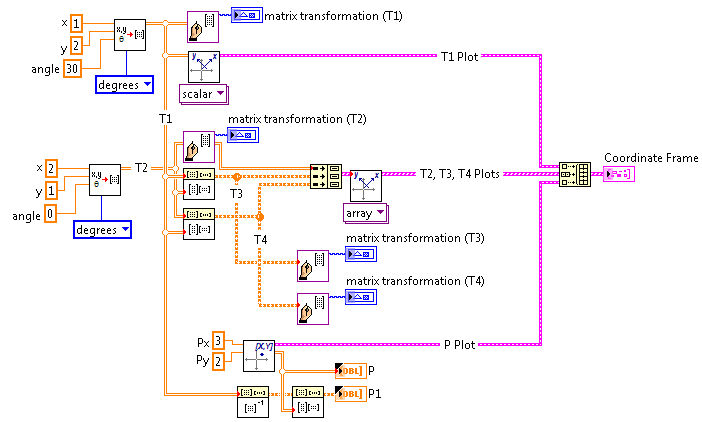 matrix transformation (T1)
x 1
y 2
angle 30
x,y
θ
degrees
y x
T1 Plot
scalar
T1
matrix transformation (T2)
x 2
y 1
angle 0
x,y
θ
degrees
T2
T3
T4
y x
T2, T3, T4 Plots
array
Coordinate Frame
matrix transformation (T3)
matrix transformation (T4)
Px 3
Py 2
[X,Y]
P Plot
DBL
P
-1
DBL
P1